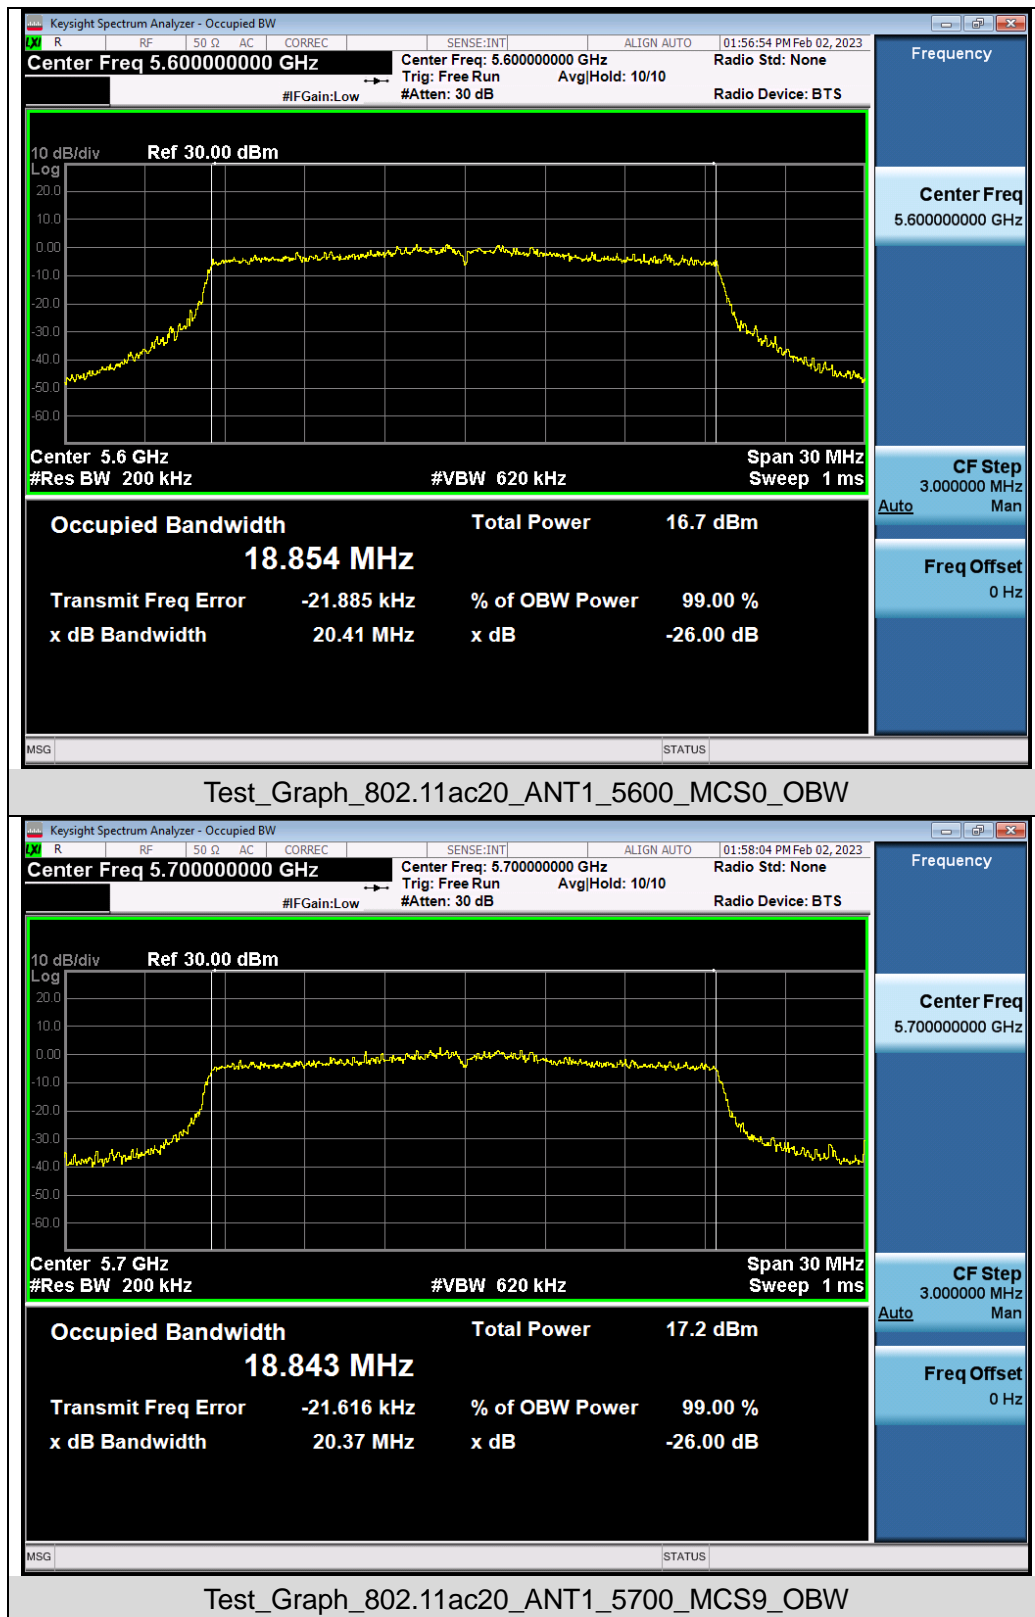 Keysight Spectrum Analyzer - Occupied BW
LXI R RF 50 Ω AC CORREC SENSE:INT ALIGN AUTO 01:56:54 PM Feb 02, 2023
Center Freq 5.600000000 GHz
Center Freq: 5.600000000 GHz
Radio Std: None
Trig: Free Run Avg|Hold: 10/10
#IFGain:Low
#Atten: 30 dB
Radio Device: BTS
Frequency
10 dB/div Ref 30.00 dBm
Log
20.0
10.0
0.00
-10.0
-20.0
-30.0
-40.0
-50.0
-60.0
Center Freq
5.600000000 GHz
Center 5.6 GHz Span 30 MHz
#Res BW 200 kHz #VBW 620 kHz Sweep 1 ms
CF Step
3.000000 MHz
Auto Man
Freq Offset
0 Hz
Occupied Bandwidth Total Power 16.7 dBm
18.854 MHz
Transmit Freq Error -21.885 kHz % of OBW Power 99.00 %
x dB Bandwidth 20.41 MHz x dB -26.00 dB
MSG STATUS
Test_Graph_802.11ac20_ANT1_5600_MCS0_OBW
Keysight Spectrum Analyzer - Occupied BW
LXI R RF 50 Ω AC CORREC SENSE:INT ALIGN AUTO 01:58:04 PM Feb 02, 2023
Center Freq 5.700000000 GHz
Center Freq: 5.700000000 GHz
Radio Std: None
Trig: Free Run Avg|Hold: 10/10
#IFGain:Low
#Atten: 30 dB
Radio Device: BTS
Frequency
10 dB/div Ref 30.00 dBm
Log
20.0
10.0
0.00
-10.0
-20.0
-30.0
-40.0
-50.0
-60.0
Center Freq
5.700000000 GHz
Center 5.7 GHz Span 30 MHz
#Res BW 200 kHz #VBW 620 kHz Sweep 1 ms
CF Step
3.000000 MHz
Auto Man
Freq Offset
0 Hz
Occupied Bandwidth Total Power 17.2 dBm
18.843 MHz
Transmit Freq Error -21.616 kHz % of OBW Power 99.00 %
x dB Bandwidth 20.37 MHz x dB -26.00 dB
MSG STATUS
Test_Graph_802.11ac20_ANT1_5700_MCS9_OBW